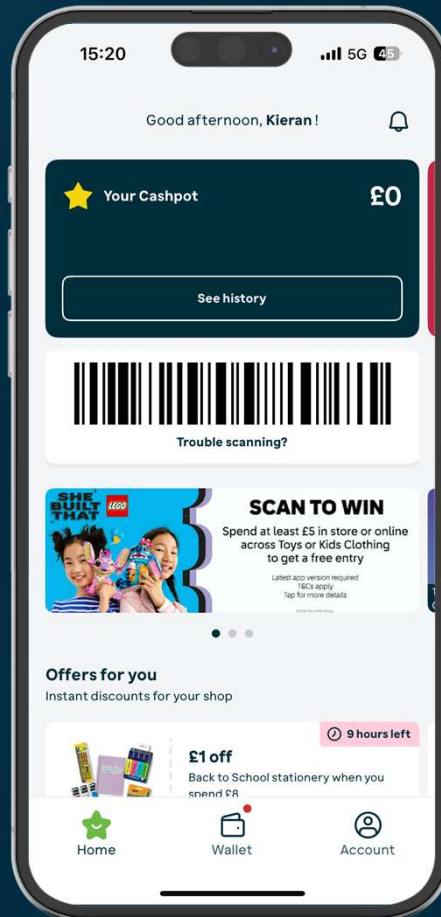 15:20
5G 45
Good afternoon, Kieran!
Your Cashpot
£0
See history
Trouble scanning?
SHE
BUILT
THAT
LEGO
SCAN TO WIN
Spend at least £5 in store or online
across Toys or Kids Clothing
to get a free entry
Latest app version required
T&Cs apply
Tap for more details
Offers for you
Instant discounts for your shop
9 hours left
£1 off
Back to School stationery when you
spend £8
Home
Wallet
Account